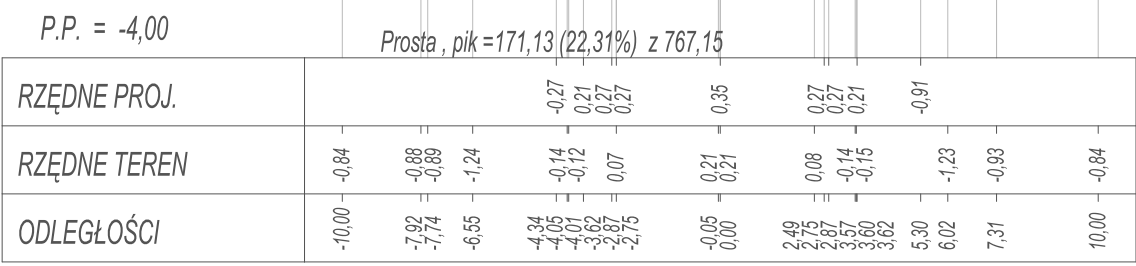 P.P. = -4,00
Prosta , pik =171,13 (22,31%) z 767,15
RZĘDNE PROJ. -0,27 0,21 0,27 0,27 0,35 0,27 0,27 0,21 -0,91
RZĘDNE TEREN -0,84 -0,88 -0,89 -1,24 -0,14 -0,12 0,07 0,21 0,21 0,08 -0,14 -0,15 -1,23 -0,93 -0,84
ODLEGŁOŚCI -10,00 -7,92 -7,74 -6,55 -4,34 -4,05 -4,01 -3,62 -2,87 -2,75 -0,05 0,00 2,49 2,75 2,87 3,57 3,60 3,62 5,30 6,02 7,31 10,00